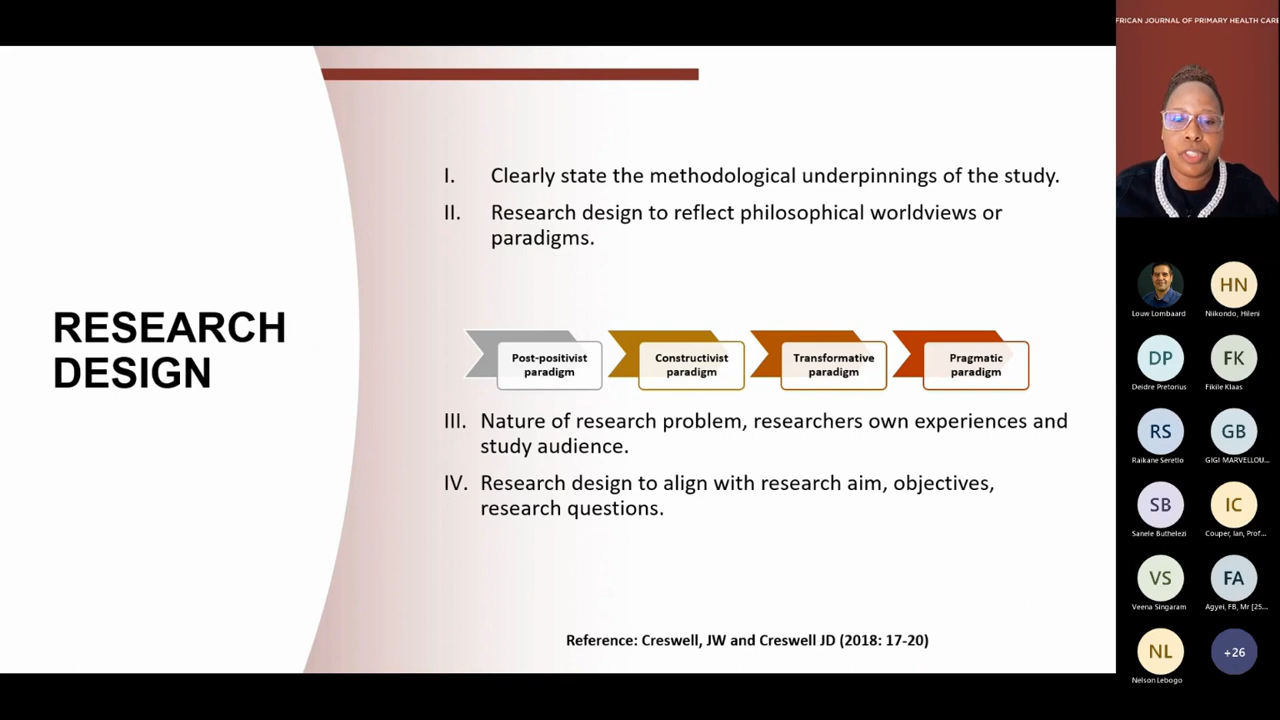 FRICAN JOURNAL OF PRIMARY HEALTH CARE
I. Clearly state the methodological underpinnings of the study.
II. Research design to reflect philosophical worldviews or
paradigms.
RESEARCH
DESIGN
Post-positivist
paradigm
Constructivist
paradigm
Transformative
paradigm
Pragmatic
paradigm
III. Nature of research problem, researchers own experiences and
study audience.
IV. Research design to align with research aim, objectives,
research questions.
Reference: Creswell, JW and Creswell JD (2018: 17-20)
Louw Lombaard
HN
Niikondo, Hileni
DP
Deidre Pretorius
FK
Fikile Klaas
RS
Raikane Seretlo
GB
GIGI MARVELLOU...
SB
Sanele Buthelezi
IC
Couper, Ian, Prof...
VS
Veena Singaram
FA
Agyei, FB, Mr [25...
NL
Nelson Lebogo
+26